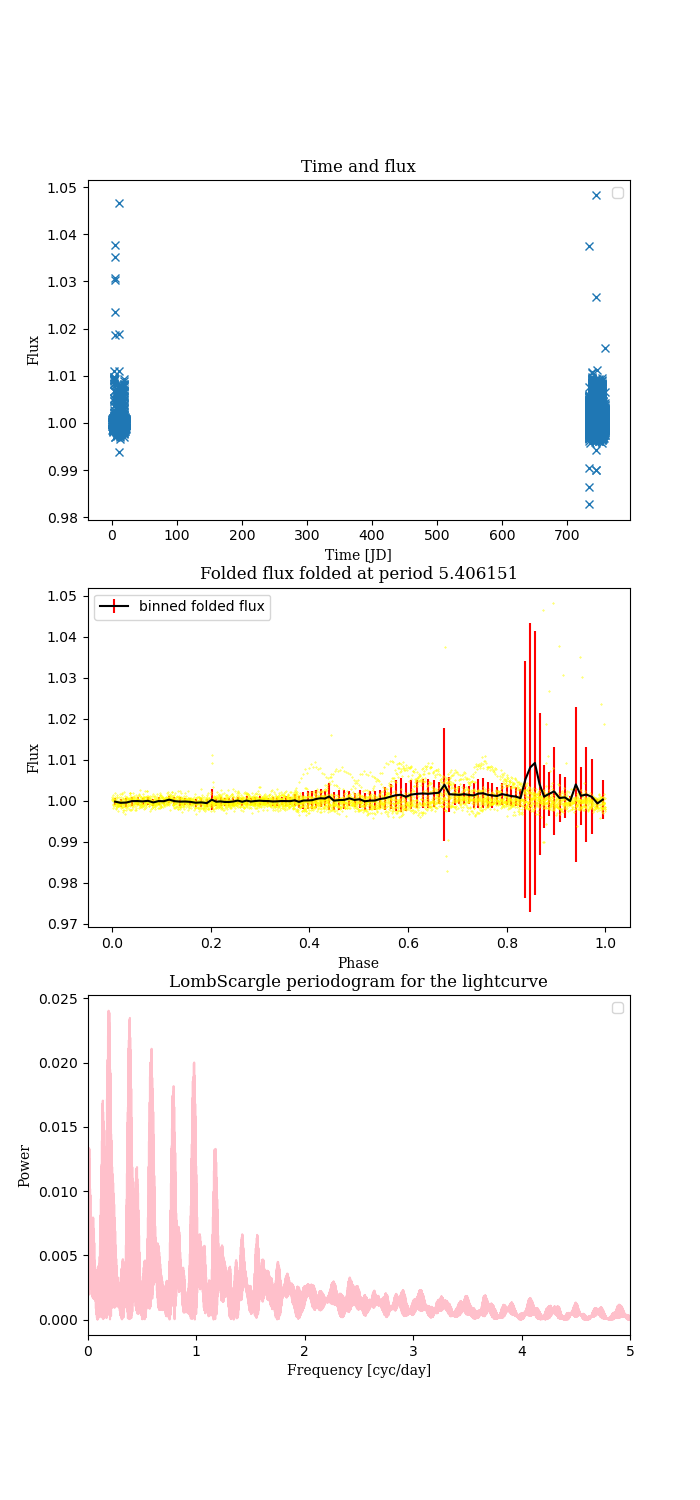 Time and flux
1.05
1.04
1.03
1.02
1.01
1.00
0.99
0.98
Flux
0 100 200 300 400 500 600 700
Time [JD]
Folded flux folded at period 5.406151
binned folded flux
1.05
1.04
1.03
1.02
1.01
1.00
0.99
0.98
0.97
Flux
0.0 0.2 0.4 0.6 0.8 1.0
Phase
LombScargle periodogram for the lightcurve
0.025
0.020
0.015
0.010
0.005
0.000
Power
0 1 2 3 4 5
Frequency [cyc/day]